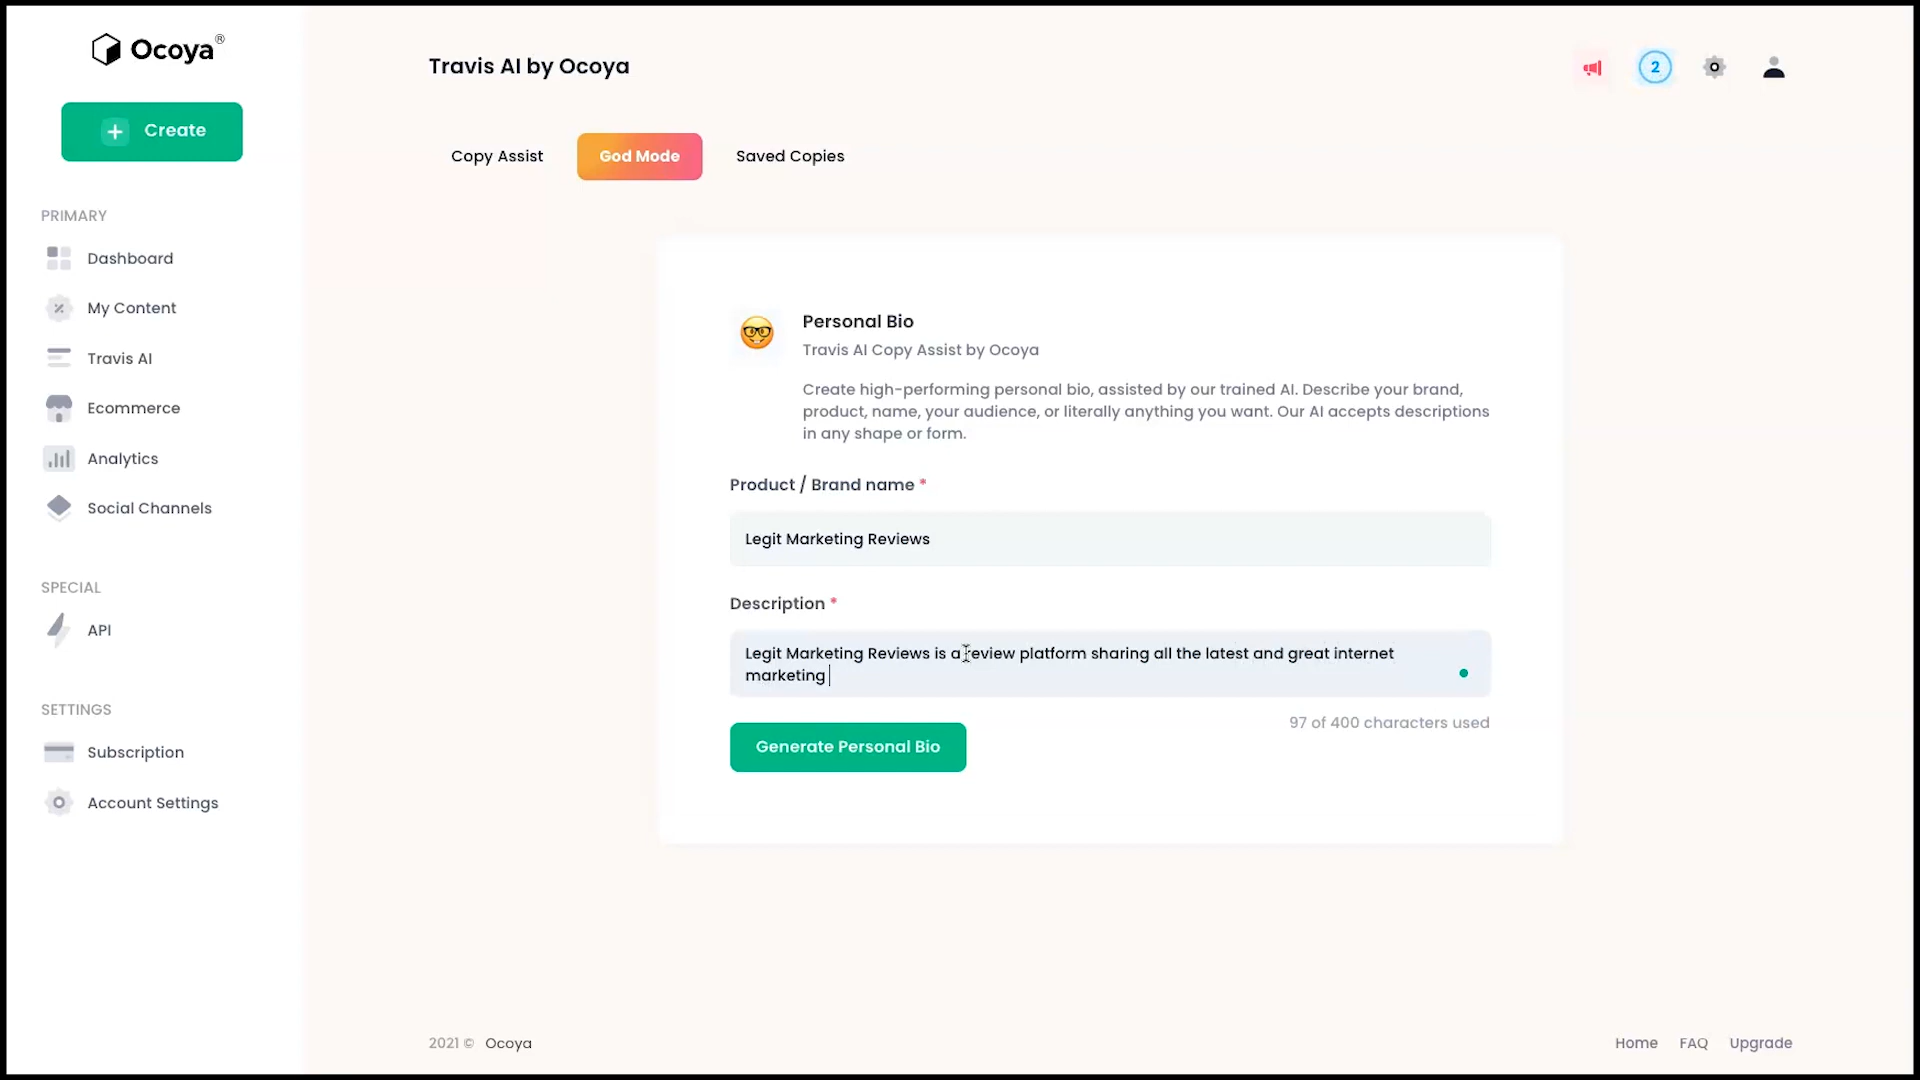 Ocoya®
Travis AI by Ocoya
2
Create
Copy Assist
God Mode
Saved Copies
PRIMARY
Dashboard
My Content
Travis AI
Ecommerce
Analytics
Social Channels
SPECIAL
API
SETTINGS
Subscription
Account Settings
Personal Bio
Travis AI Copy Assist by Ocoya
Create high-performing personal bio, assisted by our trained AI. Describe your brand,
product, name, your audience, or literally anything you want. Our AI accepts descriptions
in any shape or form.
Product / Brand name *
Legit Marketing Reviews
Description *
Legit Marketing Reviews is a review platform sharing all the latest and great internet
marketing
97 of 400 characters used
Generate Personal Bio
2021 © Ocoya
Home FAQ Upgrade